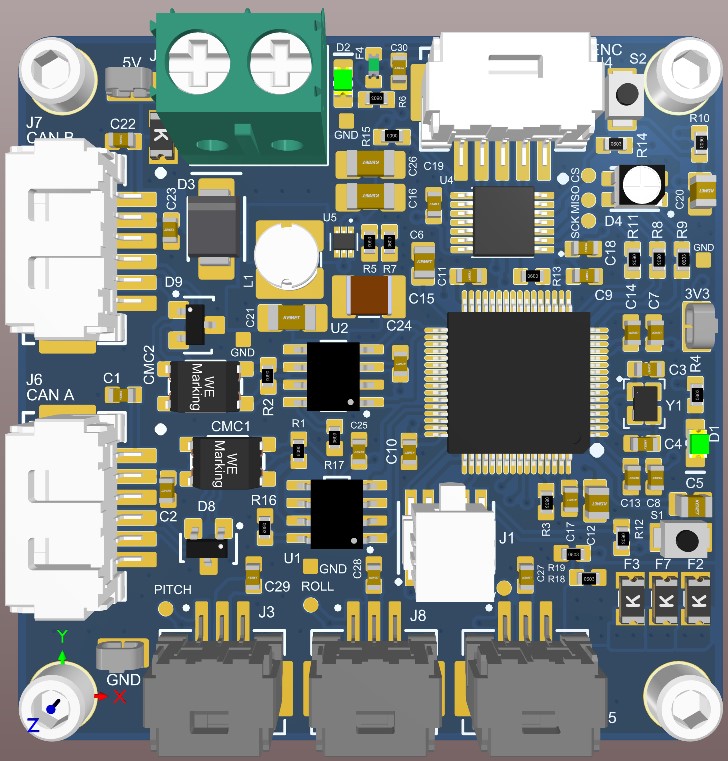 5V
J
D2
F4
C30
ENC
J4
S2
J7
CAN B
C22
K
R6
GND
R15
R14
R10
C26
C19
C23
D3
C16
U4
SCK MISO CS
D4
C20
U5
C6
R11
R8
R9
L1
R5
R7
C11
R13
C18
GND
D9
C15
C9
C21
C24
C14
C7
3V3
U2
CMC2
GND
J6
CAN A
C1
WE
Marking
R2
C3
R4
Y1
CMC1
R1
C25
C10
C4
D1
WE
Marking
R17
C13
C8
C5
C2
D8
R16
R3
C17
C12
R12
S1
U1
GND
C28
J1
R19
R18
C27
F3
F7
F2
K
K
K
PITCH
C29
ROLL
J3
J8
Y
GND
X
Z
5